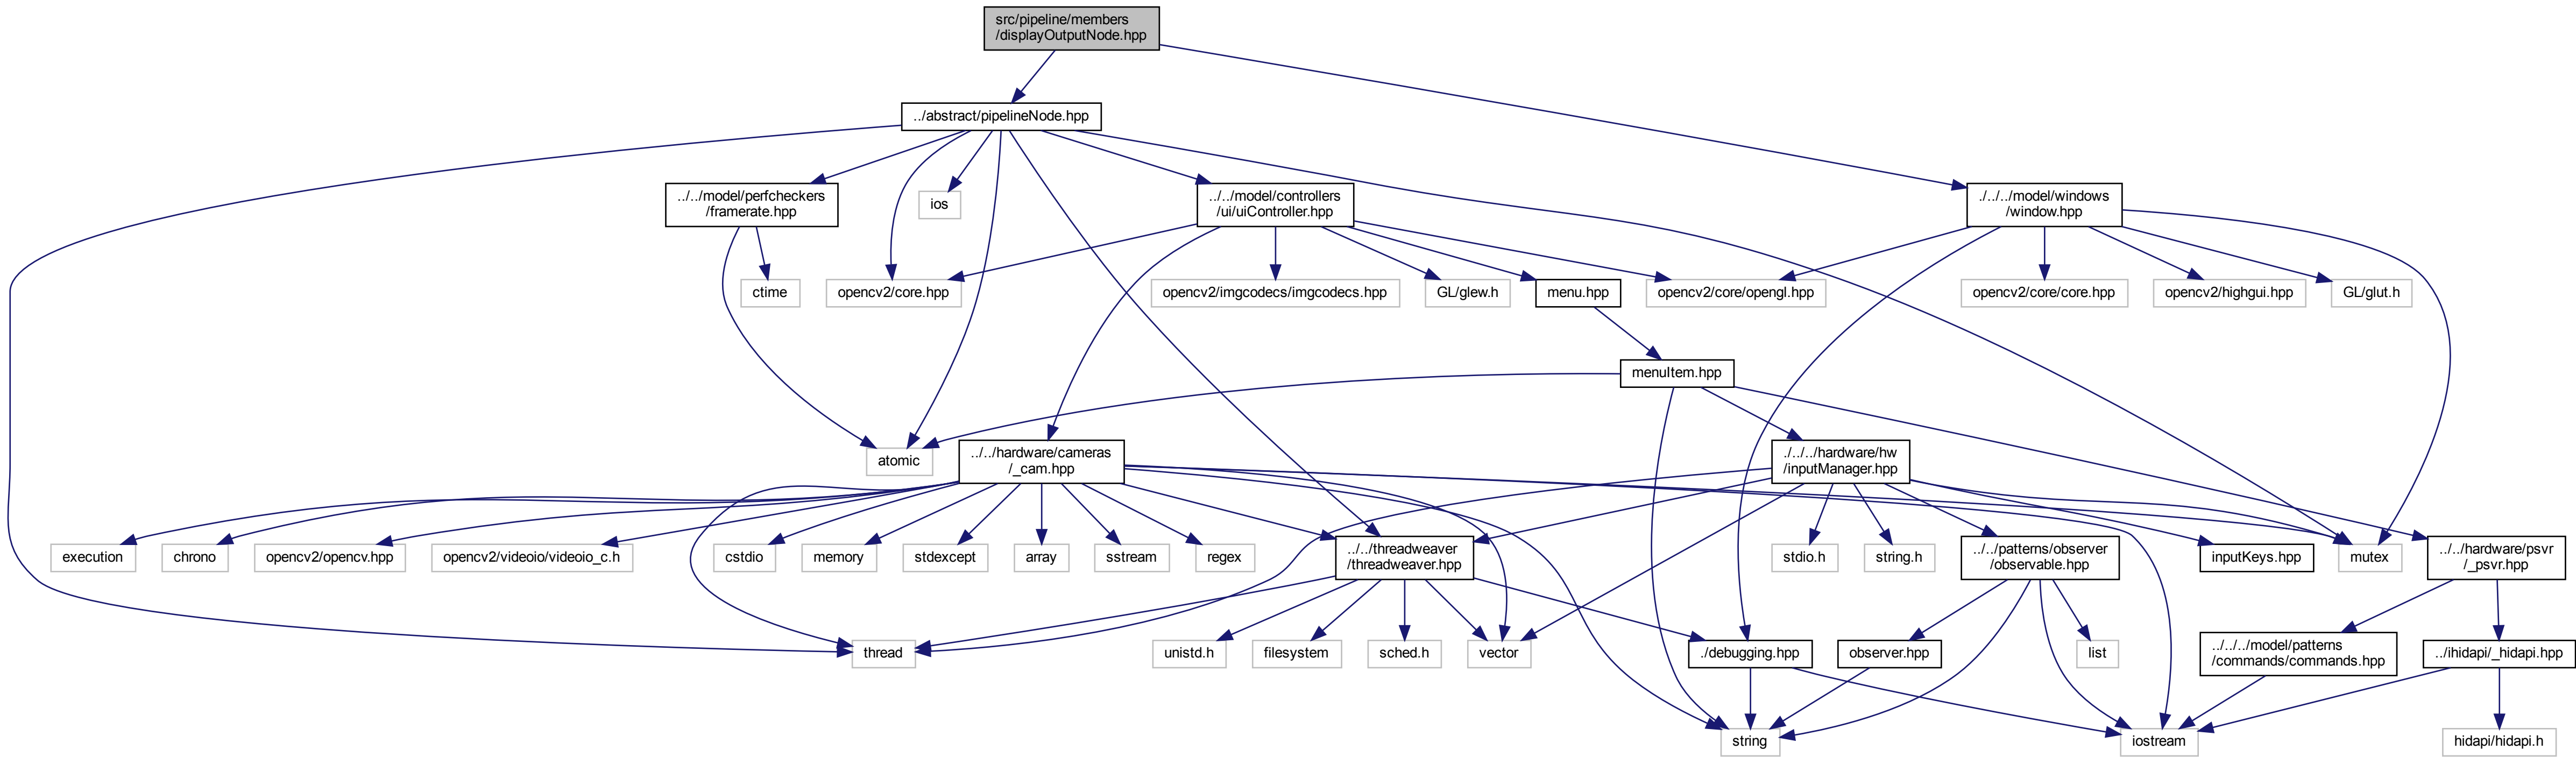 src/pipeline/members
/displayOutputNode.hpp
../abstract/pipelineNode.hpp
../../model/perfcheckers
/framerate.hpp
ios
../../model/controllers
/ui/uiController.hpp
./../../model/windows
/window.hpp
ctime
opencv2/core.hpp
opencv2/imgcodecs/imgcodecs.hpp
GL/glew.h
menu.hpp
opencv2/core/opengl.hpp
opencv2/core/core.hpp
opencv2/highgui.hpp
GL/glut.h
menuItem.hpp
atomic
../../hardware/cameras
/_cam.hpp
./../../hardware/hw
/inputManager.hpp
execution
chrono
opencv2/opencv.hpp
opencv2/videoio/videoio_c.h
cstdio
memory
stdexcept
array
sstream
regex
../../threadweaver
/threadweaver.hpp
stdio.h
string.h
../../patterns/observer
/observable.hpp
inputKeys.hpp
mutex
../../hardware/psvr
/_psvr.hpp
thread
unistd.h
filesystem
sched.h
vector
./debugging.hpp
observer.hpp
list
../../../model/patterns
/commands/commands.hpp
../ihidapi/_hidapi.hpp
string
iostream
hidapi/hidapi.h